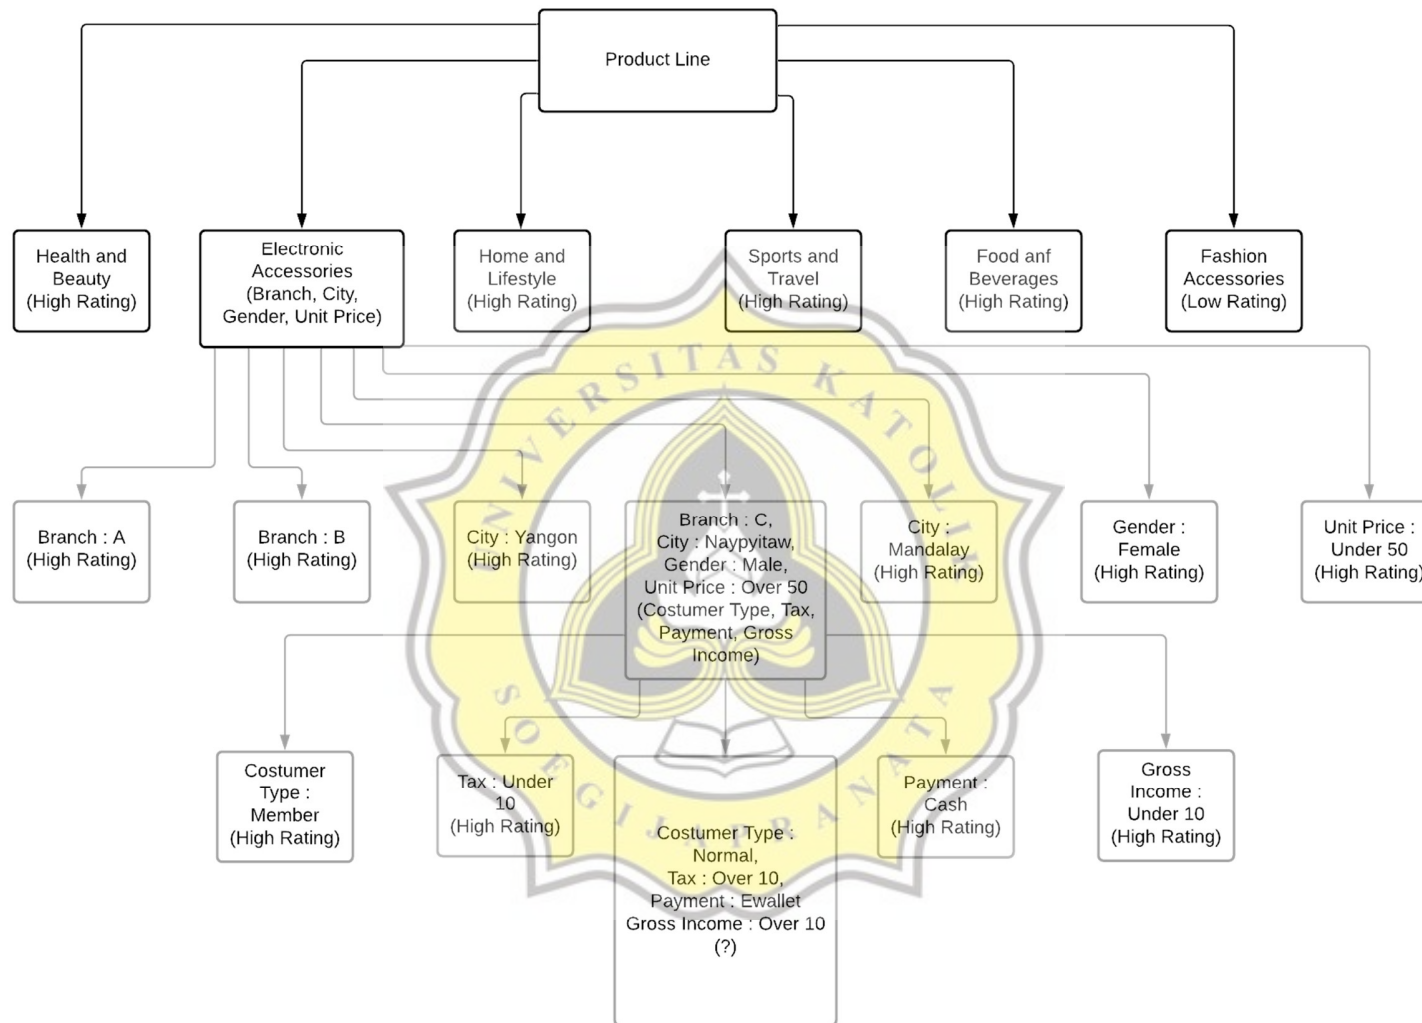 Product Line
Health and
Beauty
(High Rating)
Electronic
Accessories
(Branch, City,
Gender, Unit Price)
Home and
Lifestyle
(High Rating)
Sports and
Travel
(High Rating)
Food anf
Beverages
(High Rating)
Fashion
Accessories
(Low Rating)
UNIVERSITAS KATOLIK
Branch : A
(High Rating)
Branch : B
(High Rating)
City : Yangon
(High Rating)
Branch : C,
City : Naypyitaw,
Gender : Male,
Unit Price : Over 50
(Costumer Type, Tax,
Payment, Gross
Income)
City :
Mandalay
(High Rating)
Gender :
Female
(High Rating)
Unit Price :
Under 50
(High Rating)
Costumer
Type :
Member
(High Rating)
Tax : Under
10
(High Rating)
Costumer Type :
Normal,
Tax : Over 10,
Payment : Ewallet
Gross Income : Over 10
(?)
Payment :
Cash
(High Rating)
Gross
Income :
Under 10
(High Rating)
SOEGIJAPRANATA